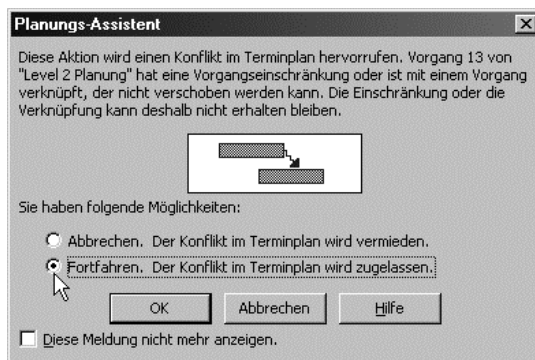 Planungs-Assistent
Diese Aktion wird einen Konflikt im Terminplan hervorrufen. Vorgang 13 von
"Level 2 Planung" hat eine Vorgangseinschränkung oder ist mit einem Vorgang
verknüpft, der nicht verschoben werden kann. Die Einschränkung oder die
Verknüpfung kann deshalb nicht erhalten bleiben.
Sie haben folgende Möglichkeiten:
Abbrechen. Der Konflikt im Terminplan wird vermieden.
Fortfahren. Der Konflikt im Terminplan wird zugelassen.
OK Abbrechen Hilfe
Diese Meldung nicht mehr anzeigen.